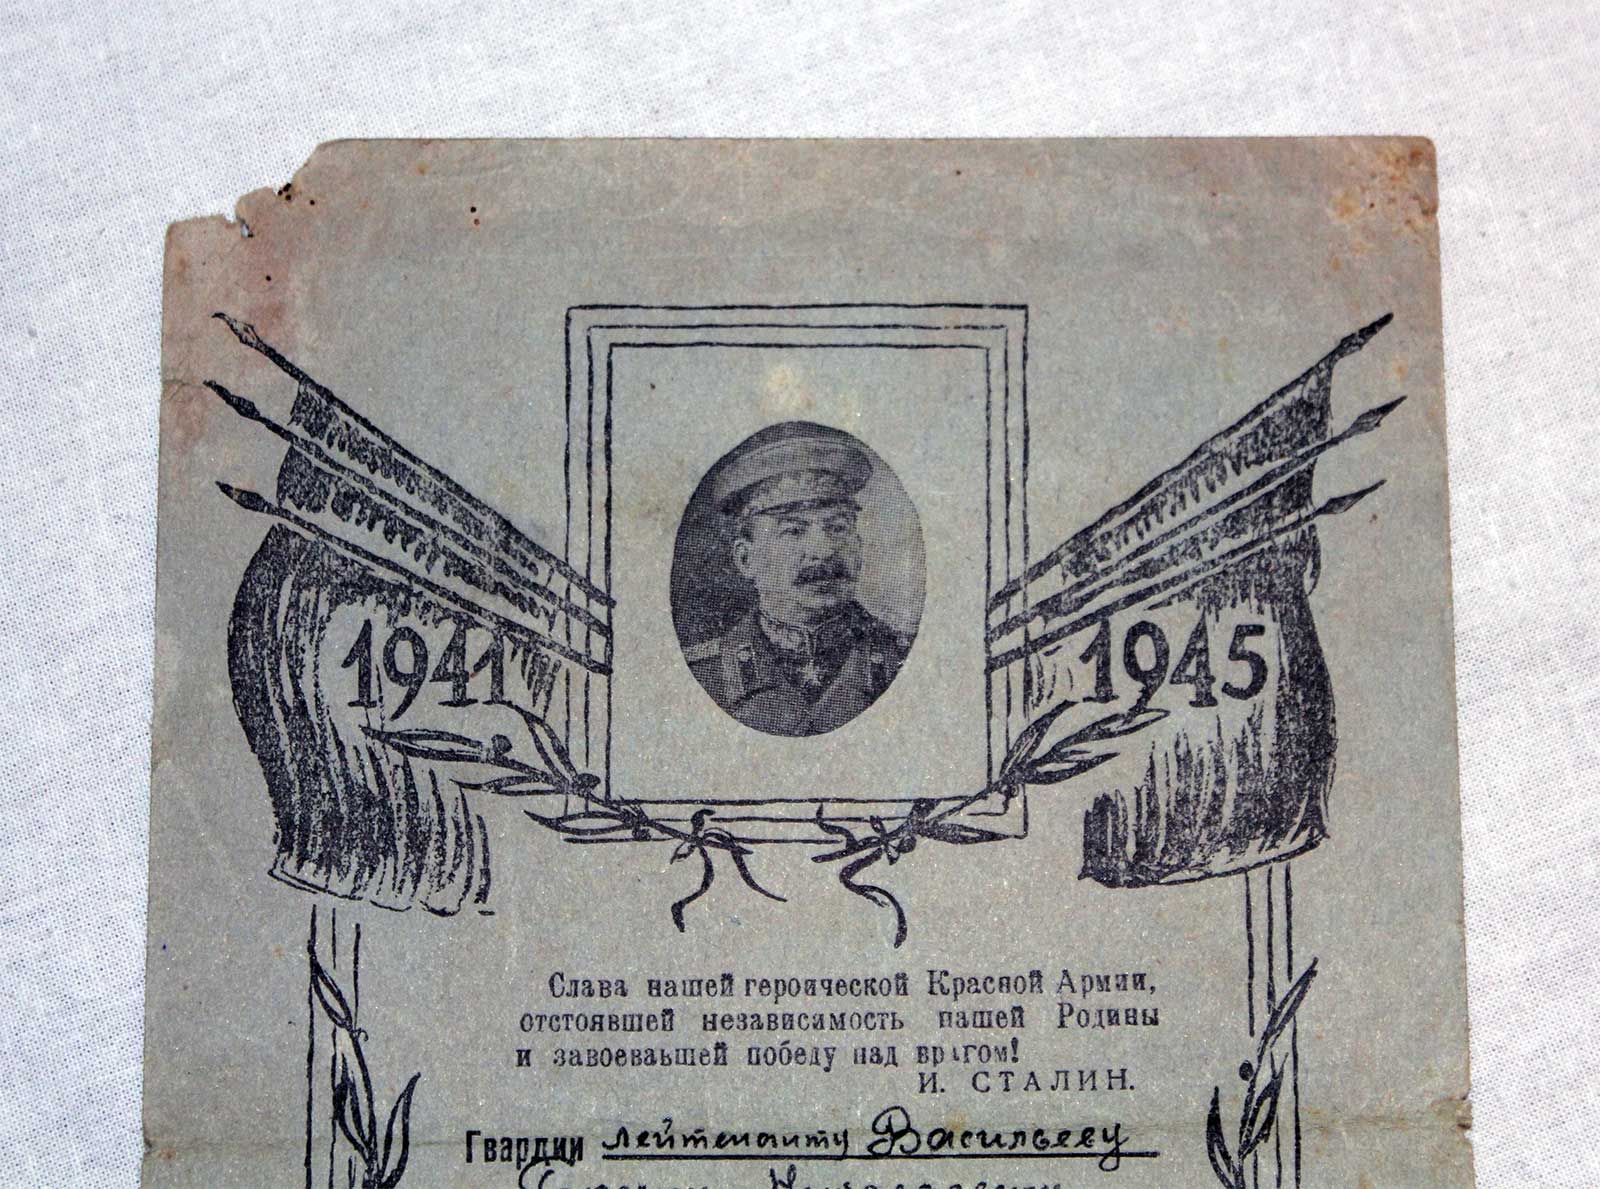 1941
1945
Слава нашей героической Красной Армии,
отстоявшей независимость нашей Родины
и завоевавшей победу над врагом!
И. СТАЛИН.
Гвардии лейтенанту Васильеву